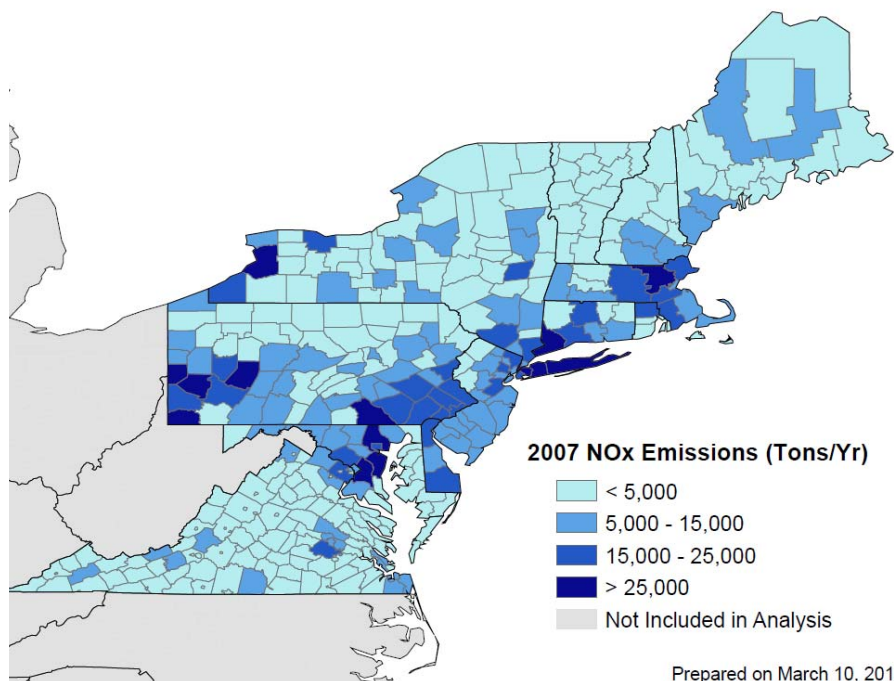 2007 NOx Emissions (Tons/Yr)
< 5,000
5,000 - 15,000
15,000 - 25,000
> 25,000
Not Included in Analysis
Prepared on March 10, 201